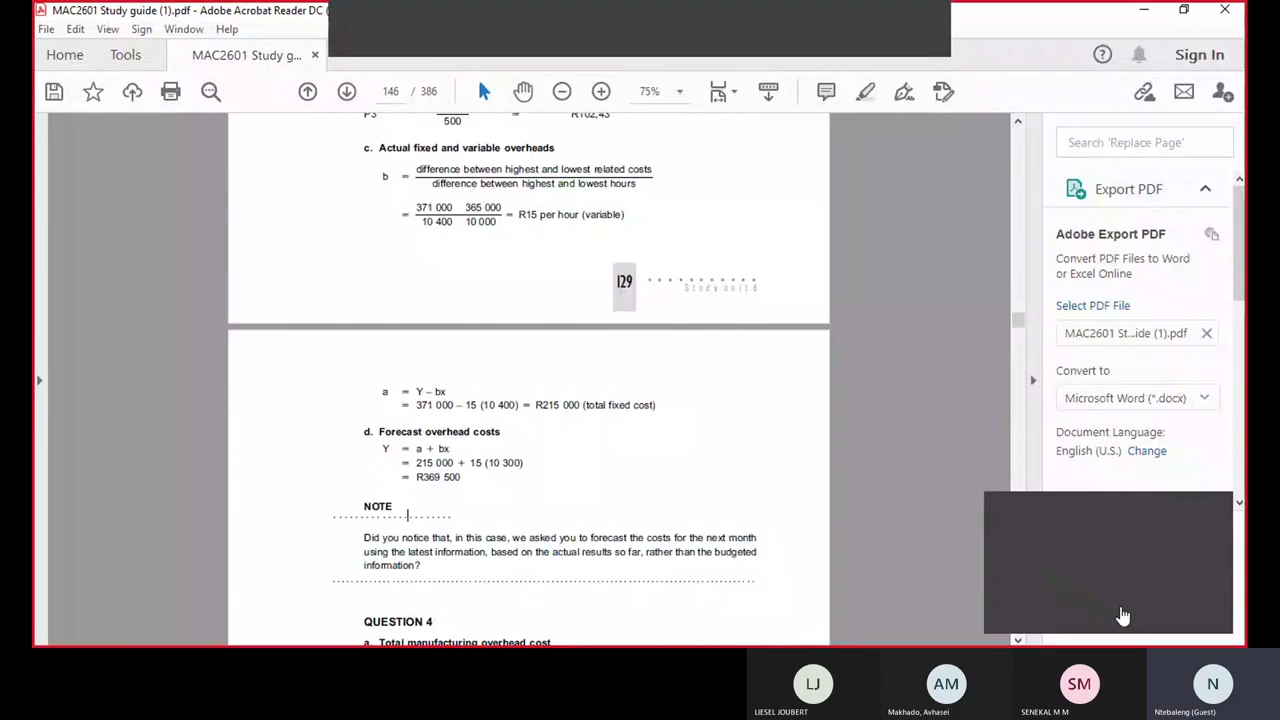 MAC2601 Study guide (1).pdf - Adobe Acrobat Reader DC (
File Edit View Sign Window Help
Home Tools MAC2601 Study g... × Sign In
146 / 386 75%
P3 500 = R102,43
c. Actual fixed and variable overheads
b = difference between highest and lowest related costs
difference between highest and lowest hours
371 000 365 000
= = R15 per hour (variable)
10 400 10 000
129
Study unit 6
a = Y – bx
= 371 000 – 15 (10 400) = R215 000 (total fixed cost)
d. Forecast overhead costs
Y = a + bx
= 215 000 + 15 (10 300)
= R369 500
NOTE
Did you notice that, in this case, we asked you to forecast the costs for the next month
using the latest information, based on the actual results so far, rather than the budgeted
information?
QUESTION 4
a. Total manufacturing overhead cost
Search 'Replace Page'
Export PDF
Adobe Export PDF
Convert PDF Files to Word
or Excel Online
Select PDF File
MAC2601 St...ide (1).pdf
Convert to
Microsoft Word (*.docx)
Document Language:
English (U.S.) Change
LJ AM SM N
LIESEL JOUBERT Makhado, Avhasei SENEKAL M M Ntebaleng (Guest)